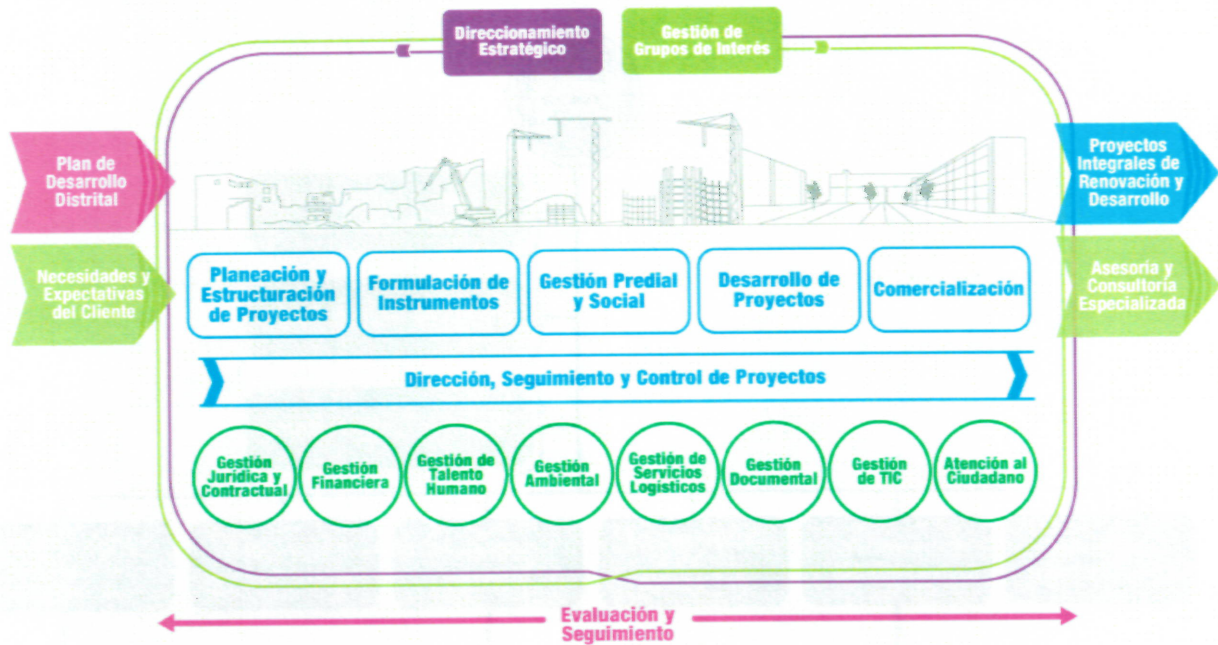 Direccionamiento
Estratégico
Gestión de
Grupos de Interés
Plan de
Desarrollo
Distrital
Necesidades y
Expectativas
del Cliente
Proyectos
Integrales de
Renovación y
Desarrollo
Asesoría y
Consultoría
Especializada
Planeación y
Estructuración
de Proyectos
Formulación de
Instrumentos
Gestión Predial
y Social
Desarrollo de
Proyectos
Comercialización
Dirección, Seguimiento y Control de Proyectos
Gestión
Jurídica y
Contractual
Gestión
Financiera
Gestión de
Talento
Humano
Gestión
Ambiental
Gestión de
Servicios
Logísticos
Gestión
Documental
Gestión
de TIC
Atención al
Ciudadano
Evaluación y
Seguimiento